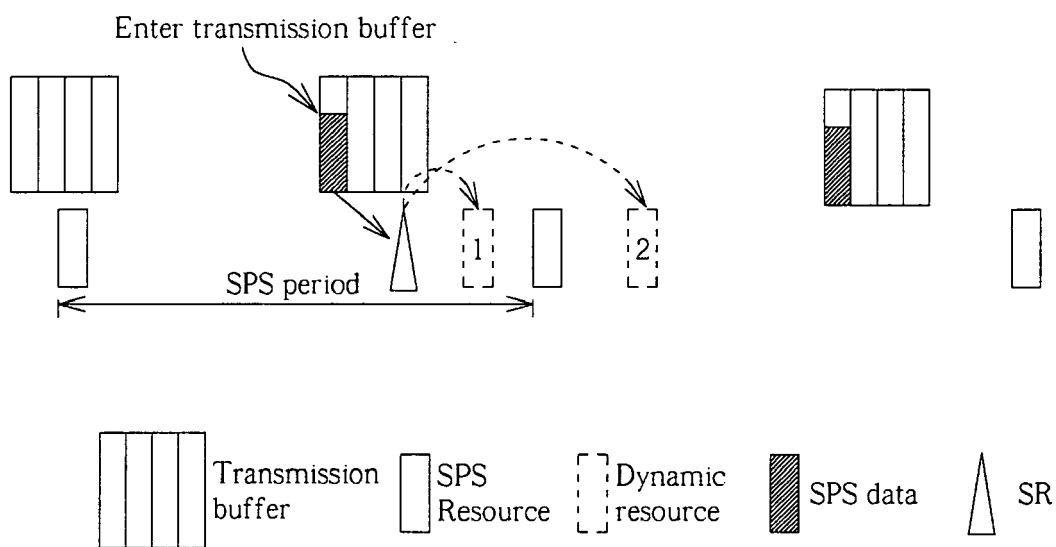 Enter transmission buffer
1
2
SPS period
Transmission
buffer
SPS
Resource
Dynamic
resource
SPS data
SR